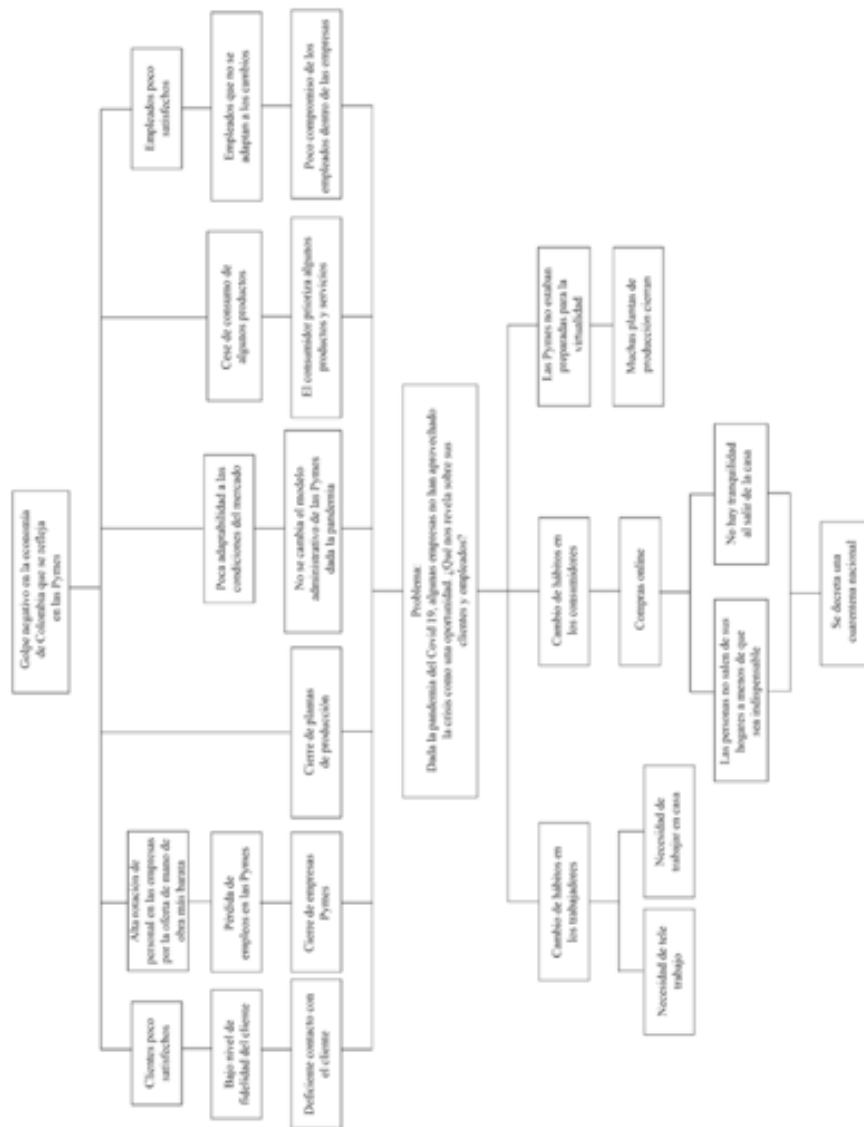 Golpe negativo en la economía
de Colombia que se refleja
en las Pymes
Clientes poco
satisfechos
Alta rotación de
personal en las empresas
por la oferta de mano de
obra más barata
Empleados poco
satisfechos
Bajo nivel de
fidelidad del cliente
Pérdida de
empleos en las Pymes
Poca adaptabilidad a las
condiciones del mercado
Cese de consumo de
algunos productos
Empleados que no se
adaptan a los cambios
Deficiente contacto con
el cliente
Cierre de empresas
Pymes
Cierre de plantas
de producción
No se cambia el modelo
administrativo de las Pymes
dada la pandemia
El consumidor prioriza algunos
productos y servicios
Poco compromiso de los
empleados dentro de las empresas
Problema:
Dada la pandemia del Covid 19, algunas empresas no han aprovechado
la crisis como una oportunidad. ¿Qué nos revela sobre sus
clientes y empleados?
Cambio de hábitos en
los trabajadores
Cambio de hábitos en
los consumidores
Las Pymes no estaban
preparadas para la
virtualidad
Necesidad de tele
trabajo
Necesidad de
trabajar en casa
Compras online
Muchas plantas de
producción cierran
Las personas no salen de sus
hogares a menos de que
sea indispensable
No hay tranquilidad
al salir de la casa
Se decreta una
cuarentena nacional